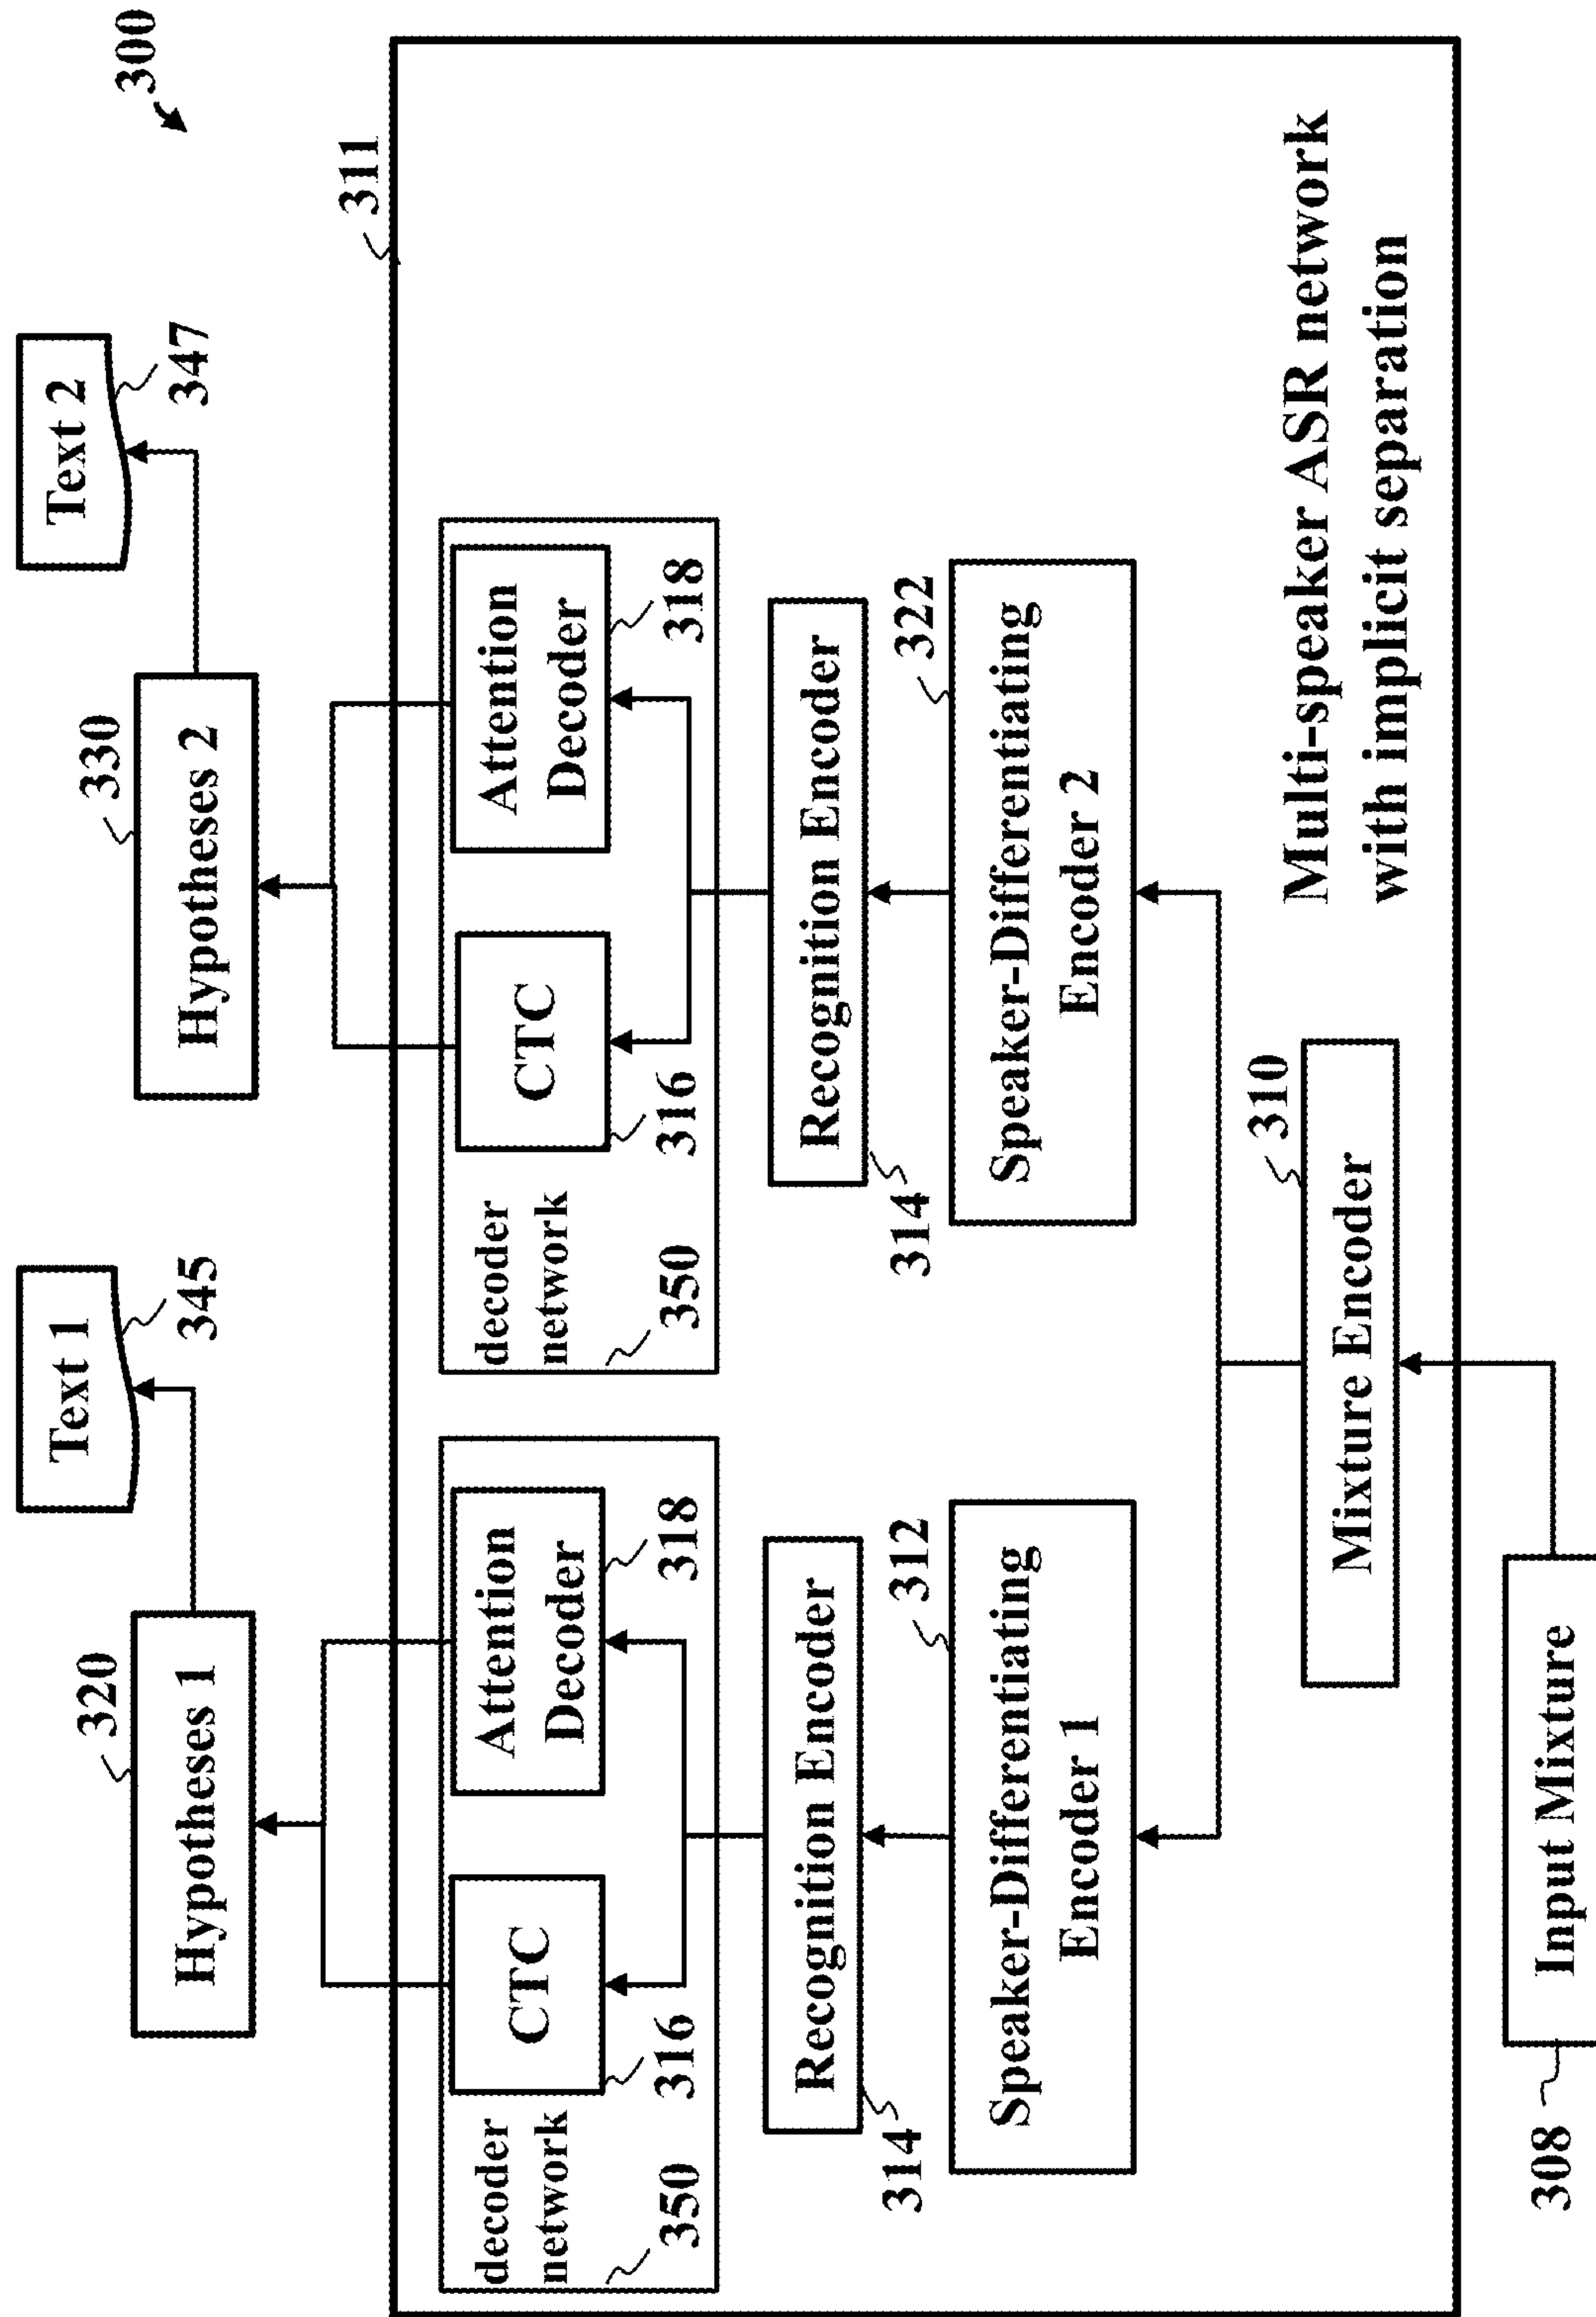 300
Text 1
345
Text 2
347
320
Hypotheses 1
330
Hypotheses 2
311
decoder
network
350
CTC
316
Attention
Decoder
318
decoder
network
350
CTC
316
Attention
Decoder
318
Recognition Encoder
314
Recognition Encoder
314
312
Speaker-Differentiating
Encoder 1
322
Speaker-Differentiating
Encoder 2
310
Mixture Encoder
Multi-speaker ASR network
with implicit separation
308
Input Mixture